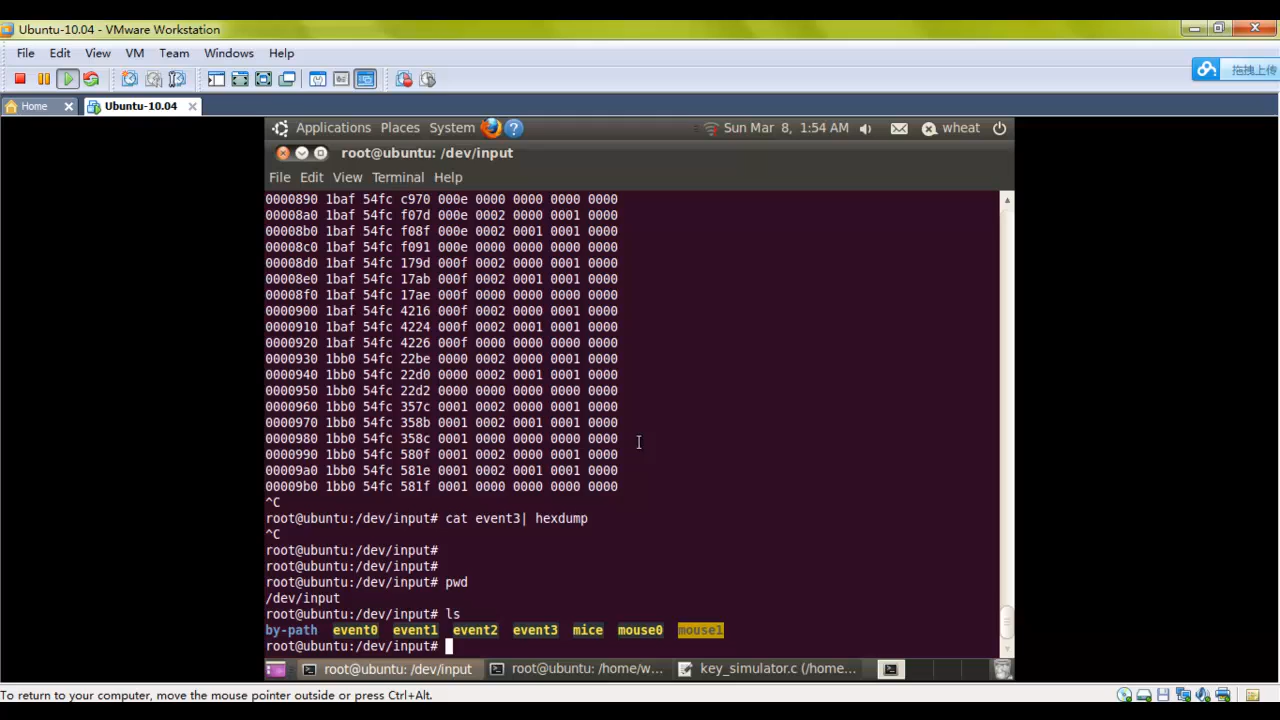 Ubuntu-10.04 - VMware Workstation
File Edit View VM Team Windows Help
拖拽上传
Home Ubuntu-10.04
Applications Places System Sun Mar 8, 1:54 AM wheat
root@ubuntu: /dev/input
File Edit View Terminal Help
0000890 1baf 54fc c970 000e 0000 0000 0000 0000
00008a0 1baf 54fc f07d 000e 0002 0000 0001 0000
00008b0 1baf 54fc f08f 000e 0002 0001 0001 0000
00008c0 1baf 54fc f091 000e 0000 0000 0000 0000
00008d0 1baf 54fc 179d 000f 0002 0000 0001 0000
00008e0 1baf 54fc 17ab 000f 0002 0001 0001 0000
00008f0 1baf 54fc 17ae 000f 0000 0000 0000 0000
0000900 1baf 54fc 4216 000f 0002 0000 0001 0000
0000910 1baf 54fc 4224 000f 0002 0001 0001 0000
0000920 1baf 54fc 4226 000f 0000 0000 0000 0000
0000930 1bb0 54fc 22be 0000 0002 0000 0001 0000
0000940 1bb0 54fc 22d0 0000 0002 0001 0001 0000
0000950 1bb0 54fc 22d2 0000 0000 0000 0000 0000
0000960 1bb0 54fc 357c 0001 0002 0000 0001 0000
0000970 1bb0 54fc 358b 0001 0002 0001 0001 0000
0000980 1bb0 54fc 358c 0001 0000 0000 0000 0000
0000990 1bb0 54fc 580f 0001 0002 0000 0001 0000
00009a0 1bb0 54fc 581e 0001 0002 0001 0001 0000
00009b0 1bb0 54fc 581f 0001 0000 0000 0000 0000
^C
root@ubuntu:/dev/input# cat event3| hexdump
^C
root@ubuntu:/dev/input#
root@ubuntu:/dev/input#
root@ubuntu:/dev/input# pwd
/dev/input
root@ubuntu:/dev/input# ls
by-path event0 event1 event2 event3 mice mouse0 mouse1
root@ubuntu:/dev/input#
root@ubuntu: /dev/input root@ubuntu: /home/w... key_simulator.c (/home...
To return to your computer, move the mouse pointer outside or press Ctrl+Alt.